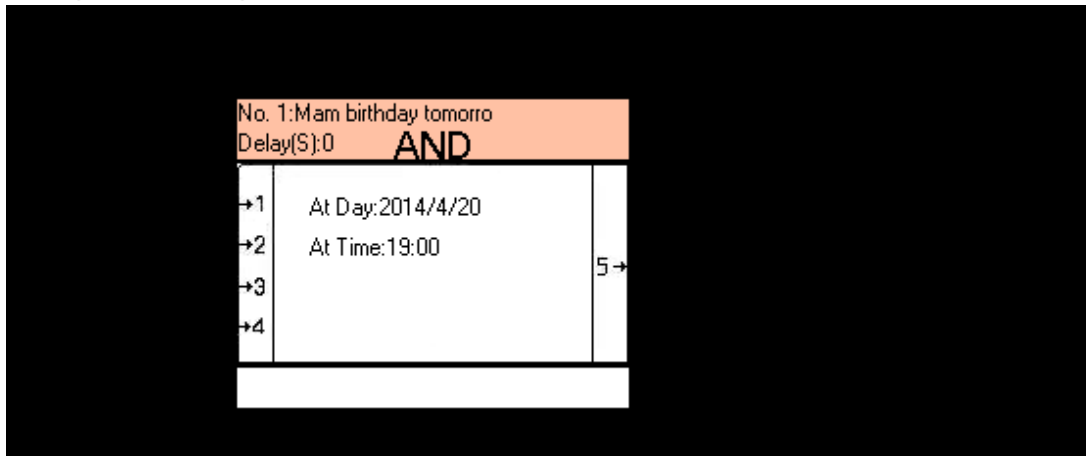 No. 1:Mam birthday tomorro
Delay(S):0 AND
→1 At Day:2014/4/20
→2 At Time:19:00
5→
→3
→4